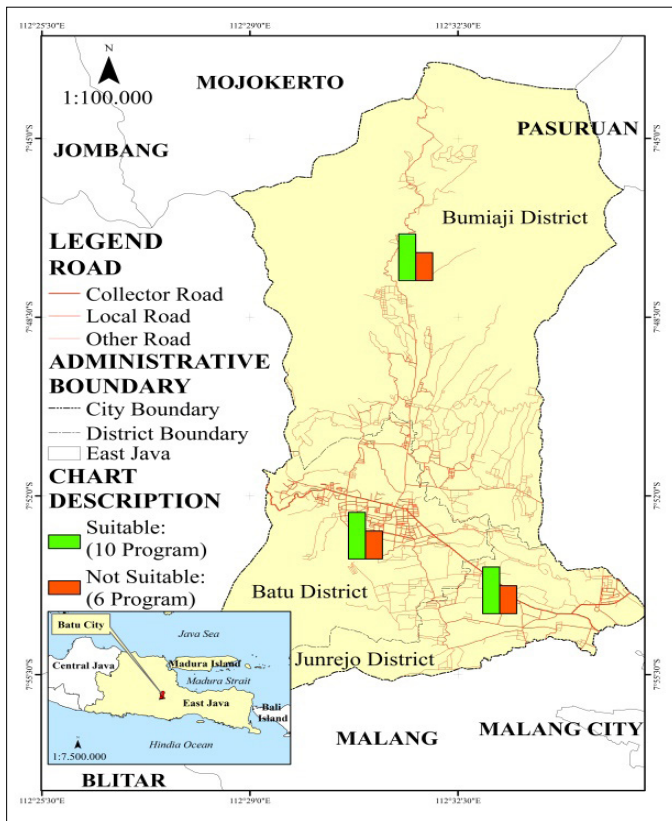 112°25'30"E 112°29'0"E 112°32'30"E
N
1:100.000
MOJOKERTO
PASURUAN
JOMBANG
7°45'0"S 7°45'0"S
Bumiaji District
LEGEND
ROAD
Collector Road
Local Road
Other Road
7°48'30"S 7°48'30"S
ADMINISTRATIVE
BOUNDARY
City Boundary
District Boundary
East Java
CHART
DESCRIPTION
Suitable:
(10 Program)
Not Suitable:
(6 Program)
7°52'0"S 7°52'0"S
Batu District
Junrejo District
7°55'30"S 7°55'30"S
Batu City
Java Sea
Central Java
Madura Island
Madura Strait
East Java
Bali
Island
Hindia Ocean
1:7.500.000
MALANG
MALANG CITY
BLITAR
112°25'30"E 112°29'0"E 112°32'30"E